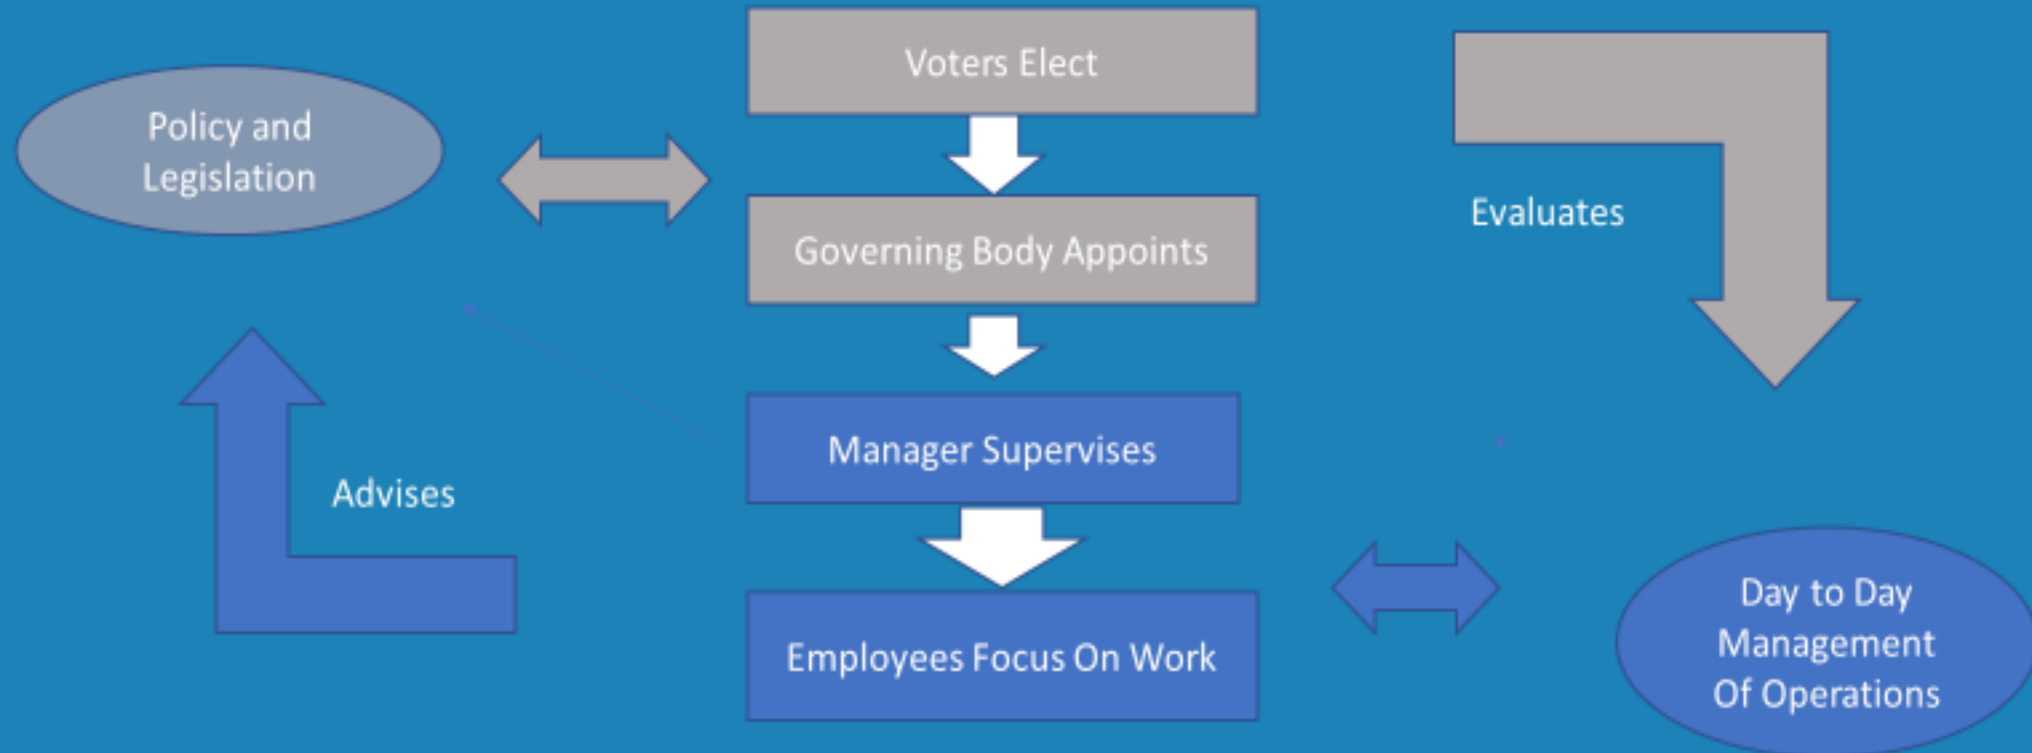 Voters Elect
Policy and
Legislation
Evaluates
Governing Body Appoints
Manager Supervises
Advises
Employees Focus On Work
Day to Day
Management
Of Operations